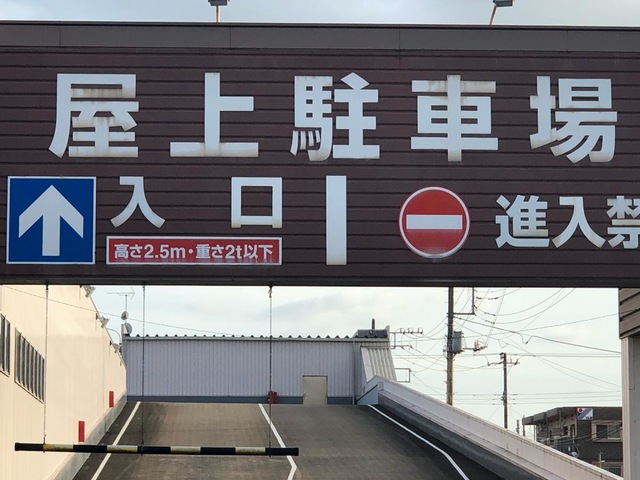 屋上駐車場
入口
高さ2.5m・重さ2t以下
進入禁